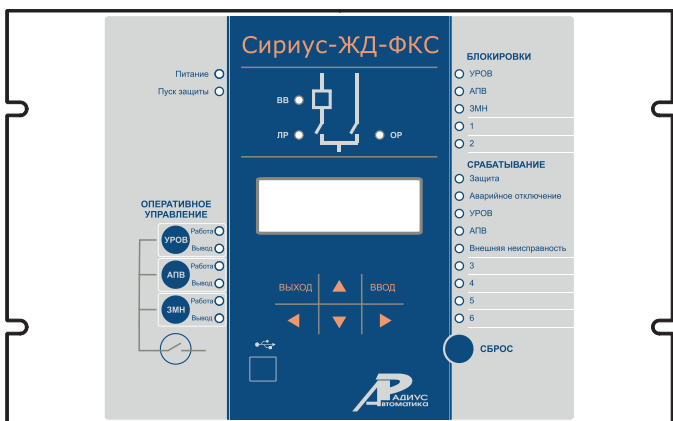 Сириус-ЖД-ФКС
Питание
Пуск защиты
ВВ
ЛР
ОР
ОПЕРАТИВНОЕ
УПРАВЛЕНИЕ
УРОВ
Работа
Вывод
АПВ
Работа
Вывод
ЗМН
Работа
Вывод
ВЫХОД
ВВОД
РАДИУС
Автоматика
БЛОКИРОВКИ
УРОВ
АПВ
ЗМН
1
2
СРАБАТЫВАНИЕ
Защита
Аварийное отключение
УРОВ
АПВ
Внешняя неисправность
3
4
5
6
СБРОС